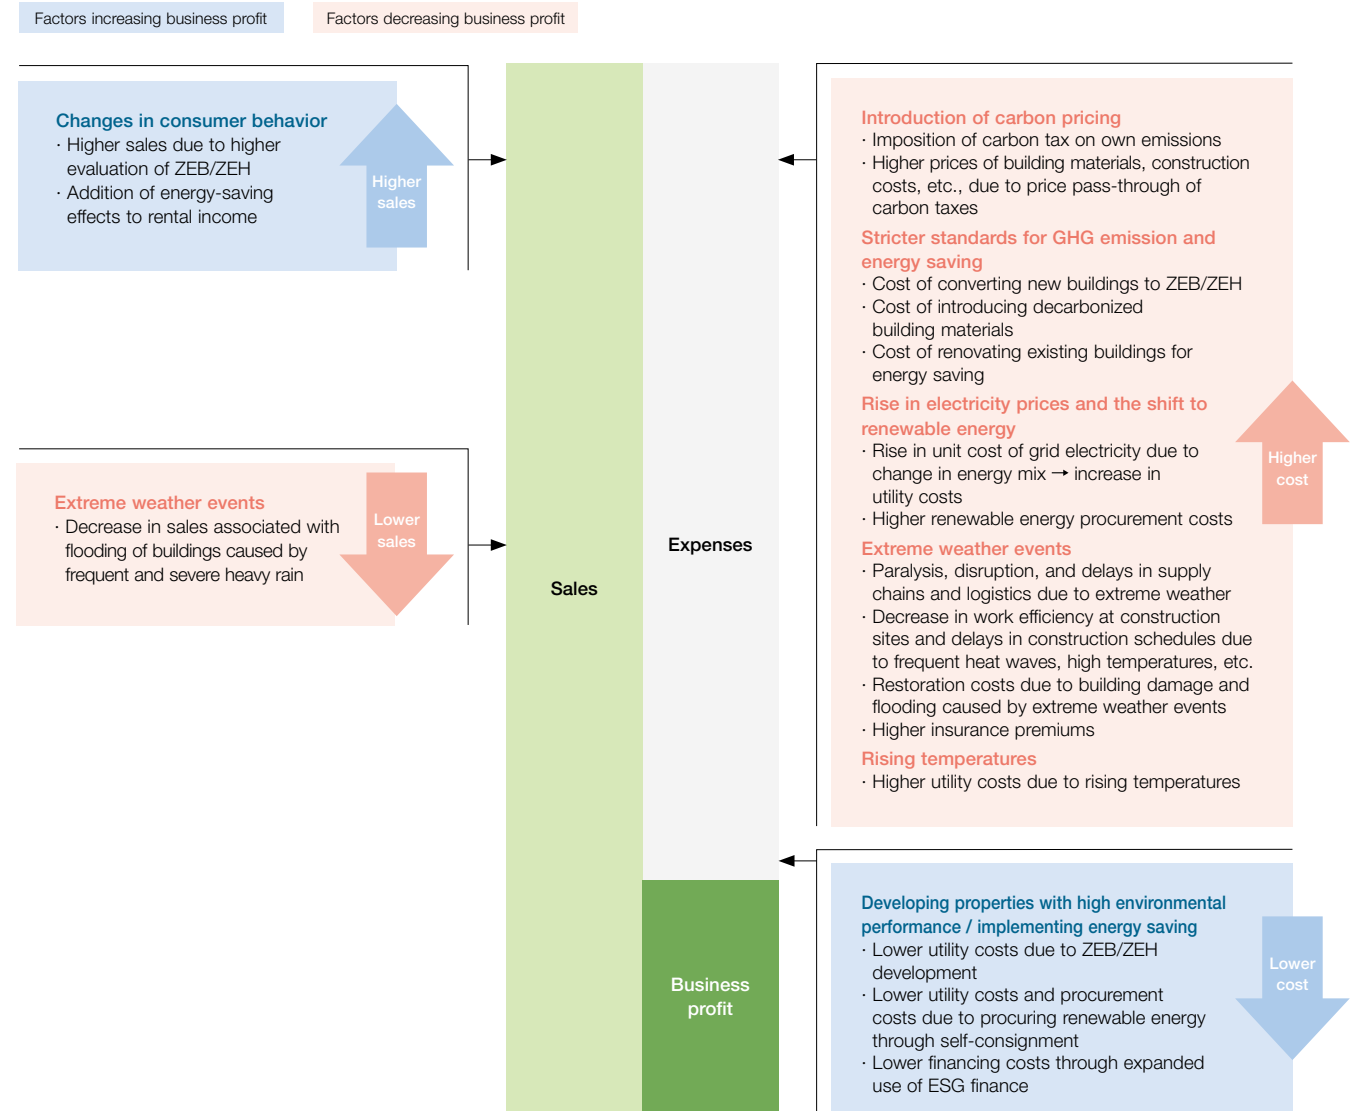 Factors increasing business profit
Factors decreasing business profit
Changes in consumer behavior
· Higher sales due to higher
evaluation of ZEB/ZEH
· Addition of energy-saving
effects to rental income
Higher
sales
Extreme weather events
· Decrease in sales associated with
flooding of buildings caused by
frequent and severe heavy rain
Lower
sales
Sales
Expenses
Business
profit
Introduction of carbon pricing
· Imposition of carbon tax on own emissions
· Higher prices of building materials, construction
costs, etc., due to price pass-through of
carbon taxes
Stricter standards for GHG emission and
energy saving
· Cost of converting new buildings to ZEB/ZEH
· Cost of introducing decarbonized
building materials
· Cost of renovating existing buildings for
energy saving
Rise in electricity prices and the shift to
renewable energy
· Rise in unit cost of grid electricity due to
change in energy mix → increase in
utility costs
· Higher renewable energy procurement costs
Extreme weather events
· Paralysis, disruption, and delays in supply
chains and logistics due to extreme weather
· Decrease in work efficiency at construction
sites and delays in construction schedules due
to frequent heat waves, high temperatures, etc.
· Restoration costs due to building damage and
flooding caused by extreme weather events
· Higher insurance premiums
Rising temperatures
· Higher utility costs due to rising temperatures
Higher
cost
Developing properties with high environmental
performance / implementing energy saving
· Lower utility costs due to ZEB/ZEH
development
· Lower utility costs and procurement
costs due to procuring renewable energy
through self-consignment
· Lower financing costs through expanded
use of ESG finance
Lower
cost